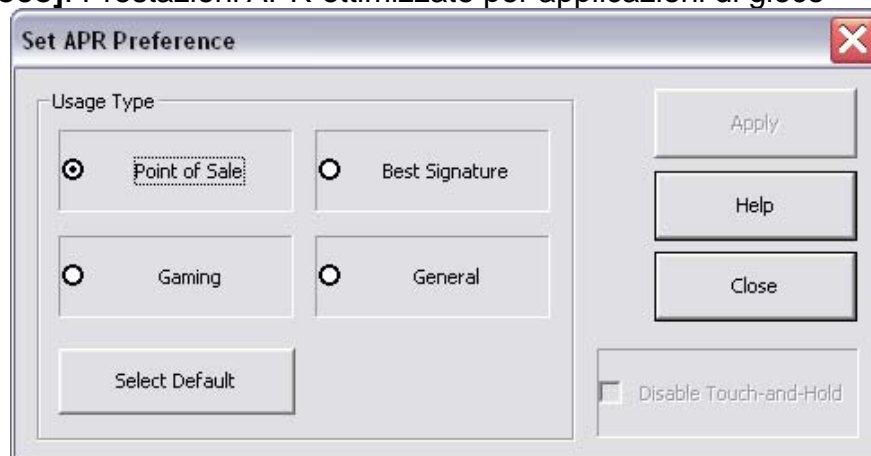 Prestazioni APR ottimizzate per applicazioni di gioco
Set APR Preference
Usage Type
Point of Sale
Best Signature
Gaming
General
Select Default
Apply
Help
Close
Disable Touch-and-Hold